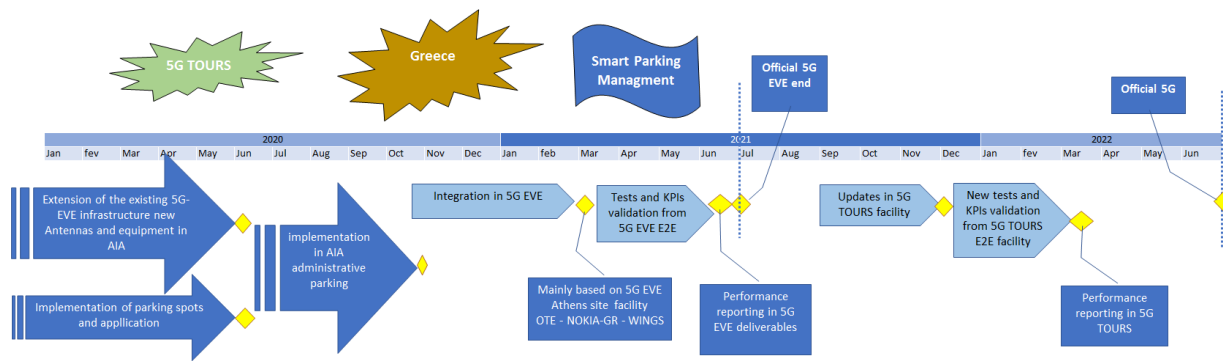 5G TOURS
Greece
Smart Parking
Managment
Official 5G
EVE end
Official 5G
2020
2021
2022
Jan fev Mar Apr May Jun Jul Aug Sep Oct Nov Dec Jan feb Mar Apr May Jun Jul Aug Sep Oct Nov Dec Jan Feb Mar Apr May Jun
Extension of the existing 5G-
EVE infrastructure new
Antennas and equipment in
AIA
implementation
in AIA
administrative
parking
Implementation of parking spots
and appllication
Integration in 5G EVE
Tests and KPIs
validation from
5G EVE E2E
Updates in 5G
TOURS facility
New tests and
KPIs validation
from 5G TOURS
E2E facility
Mainly based on 5G EVE
Athens site facility
OTE - NOKIA-GR - WINGS
Performance
reporting in 5G
EVE deliverables
Performance
reporting in 5G
TOURS